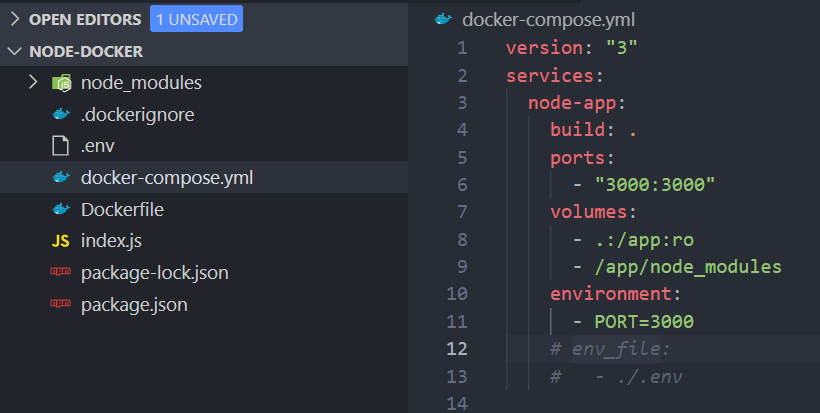 OPEN EDITORS 1 UNSAVED
NODE-DOCKER
node_modules
.dockerignore
.env
docker-compose.yml
Dockerfile
JS index.js
package-lock.json
package.json
docker-compose.yml
1 version: "3"
2 services:
3 node-app:
4 build: .
5 ports:
6 - "3000:3000"
7 volumes:
8 - .:/app:ro
9 - /app/node_modules
10 environment:
11 - PORT=3000
12 # env_file:
13 # - ./.env
14